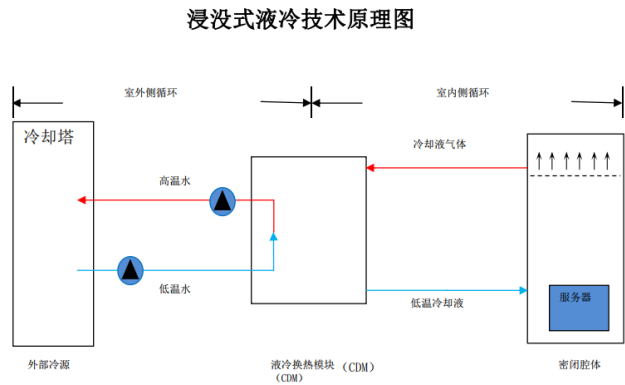 浸没式液冷技术原理图
室外侧循环
室内侧循环
冷却塔
冷却液气体
高温水
低温水
低温冷却液
服务器
外部冷源
液冷换热模块（CDM）
（CDM）
密闭腔体